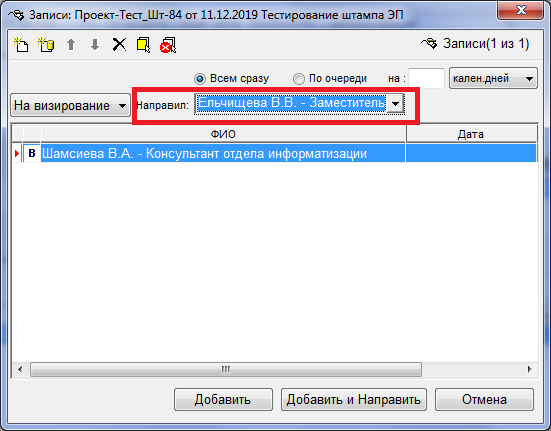 Записи: Проект-Тест_Шт-84 от 11.12.2019 Тестирование штампа ЭП
Записи(1 из 1)
Всем сразу По очереди на : кален.дней
На визирование Направил: Ельчищева В.В. - Заместитель
ФИО Дата
В Шамсиева В.А. - Консультант отдела информатизации
Добавить Добавить и Направить Отмена